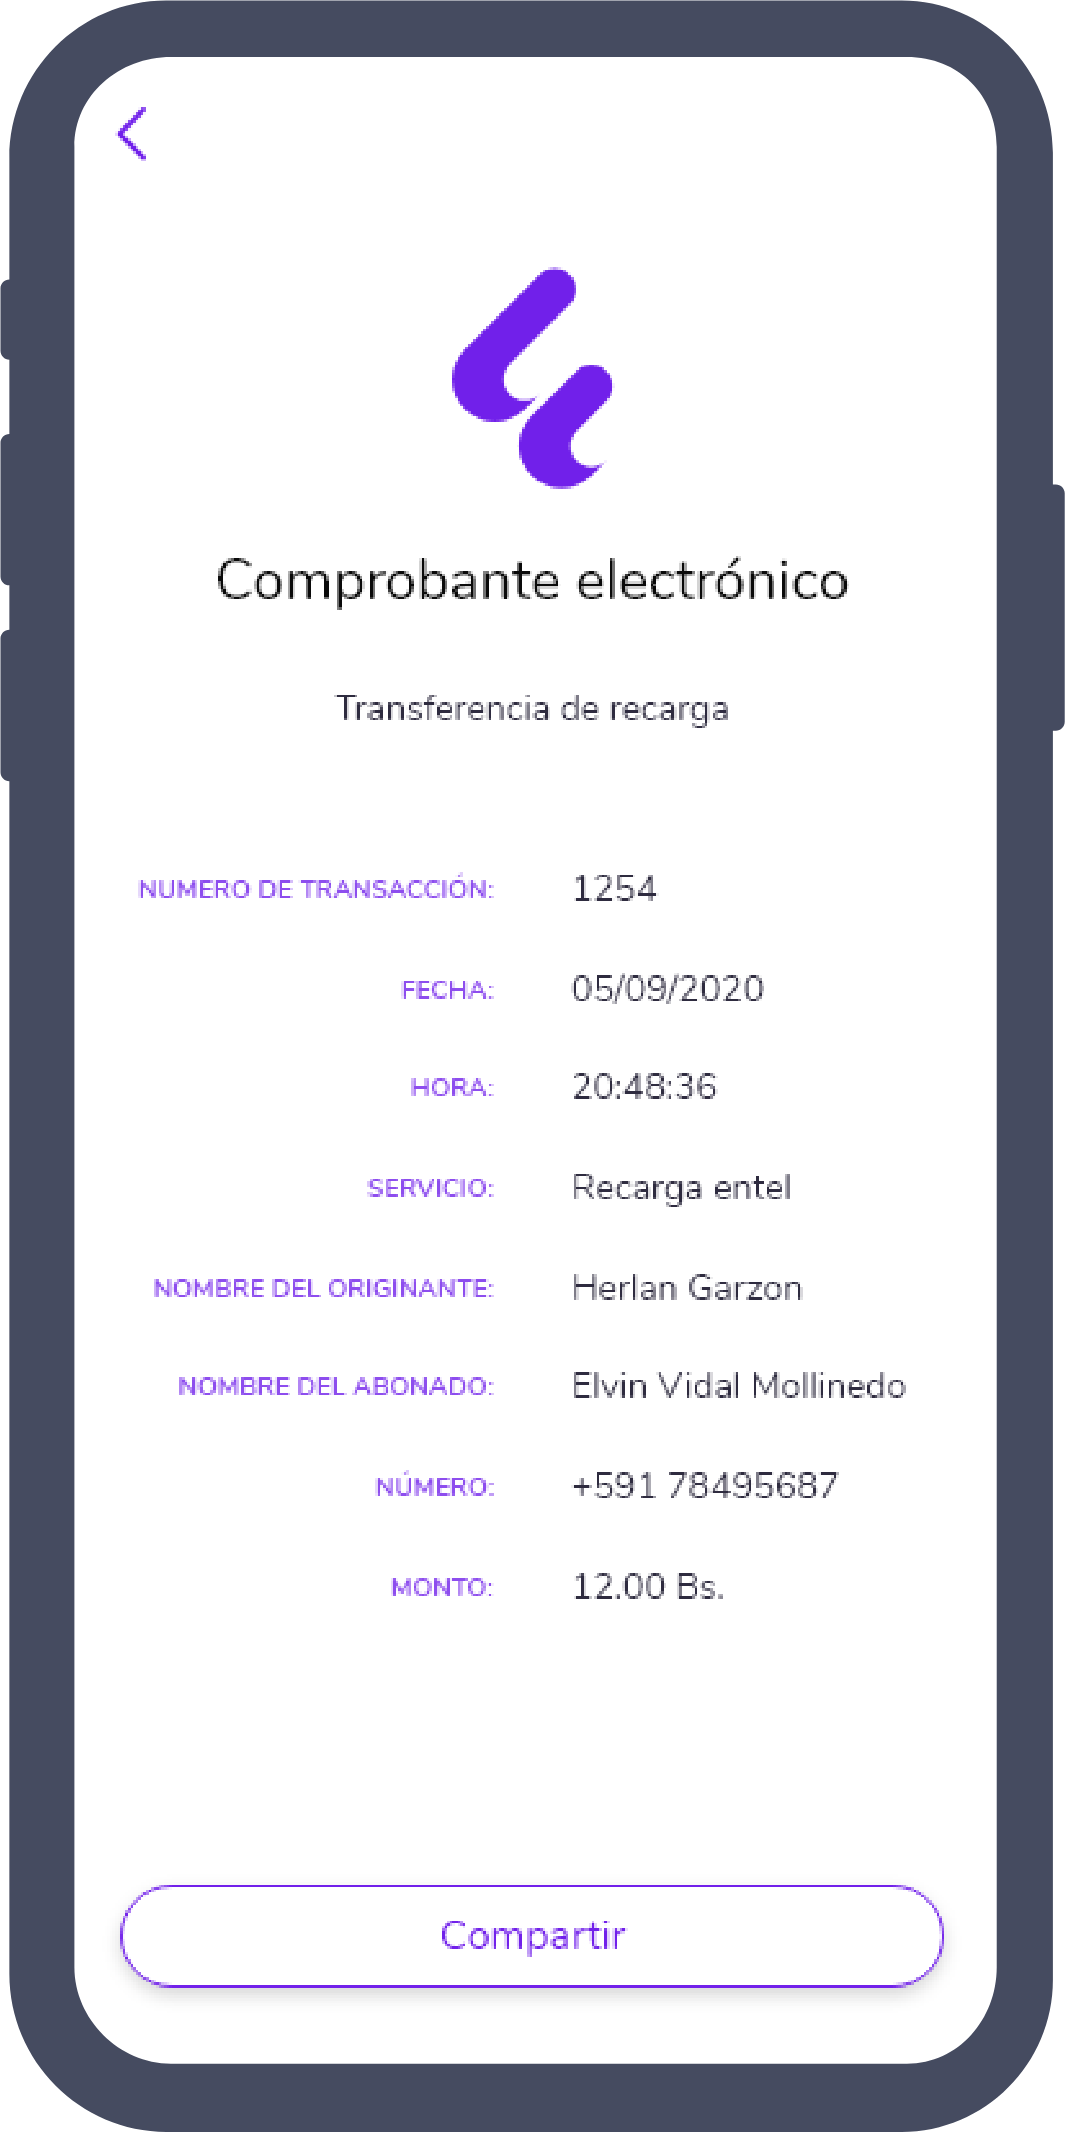 Comprobante electrónico
Transferencia de recarga
NUMERO DE TRANSACCIÓN: 1254
FECHA: 05/09/2020
HORA: 20:48:36
SERVICIO: Recarga entel
NOMBRE DEL ORIGINANTE: Herlan Garzon
NOMBRE DEL ABONADO: Elvin Vidal Mollinedo
NÚMERO: +591 78495687
MONTO: 12.00 Bs.
Compartir